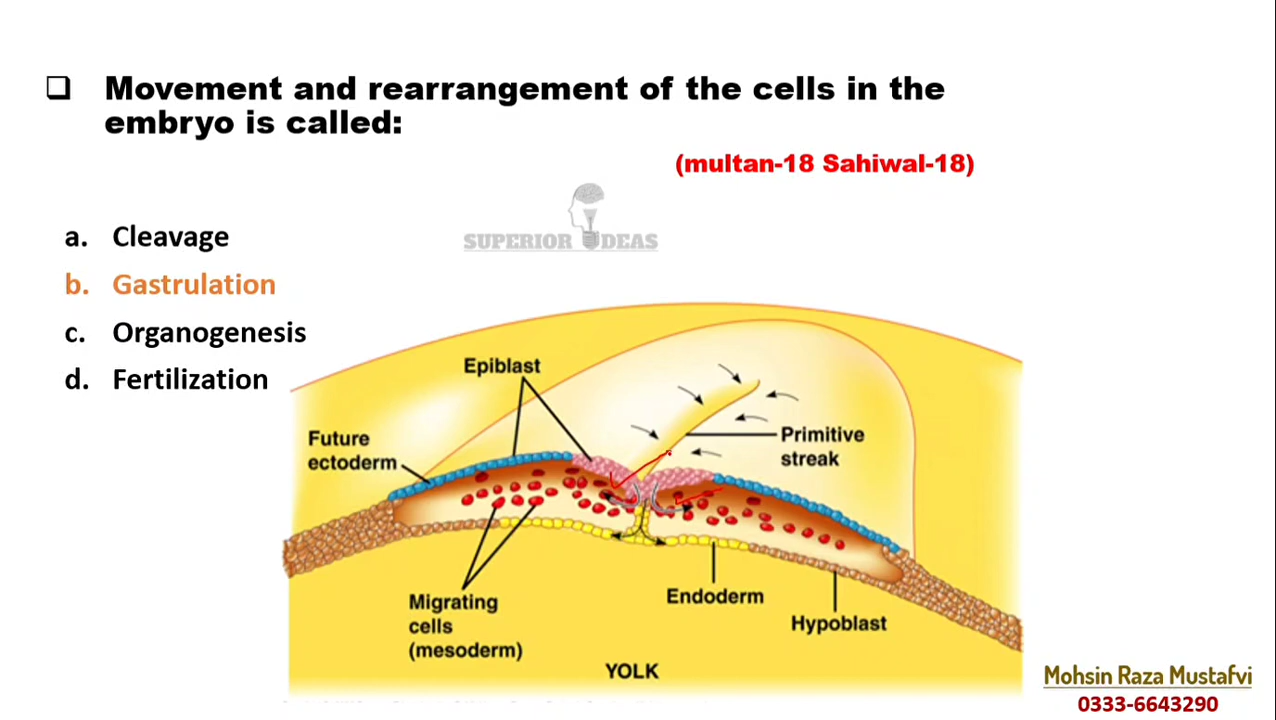 ❑ Movement and rearrangement of the cells in the
embryo is called:
(multan-18 Sahiwal-18)
SUPERIOR IDEAS
a. Cleavage
b. Gastrulation
c. Organogenesis
d. Fertilization
Epiblast
Future
ectoderm
Primitive
streak
Migrating
cells
(mesoderm)
Endoderm
Hypoblast
YOLK
Mohsin Raza Mustafvi
0333-6643290